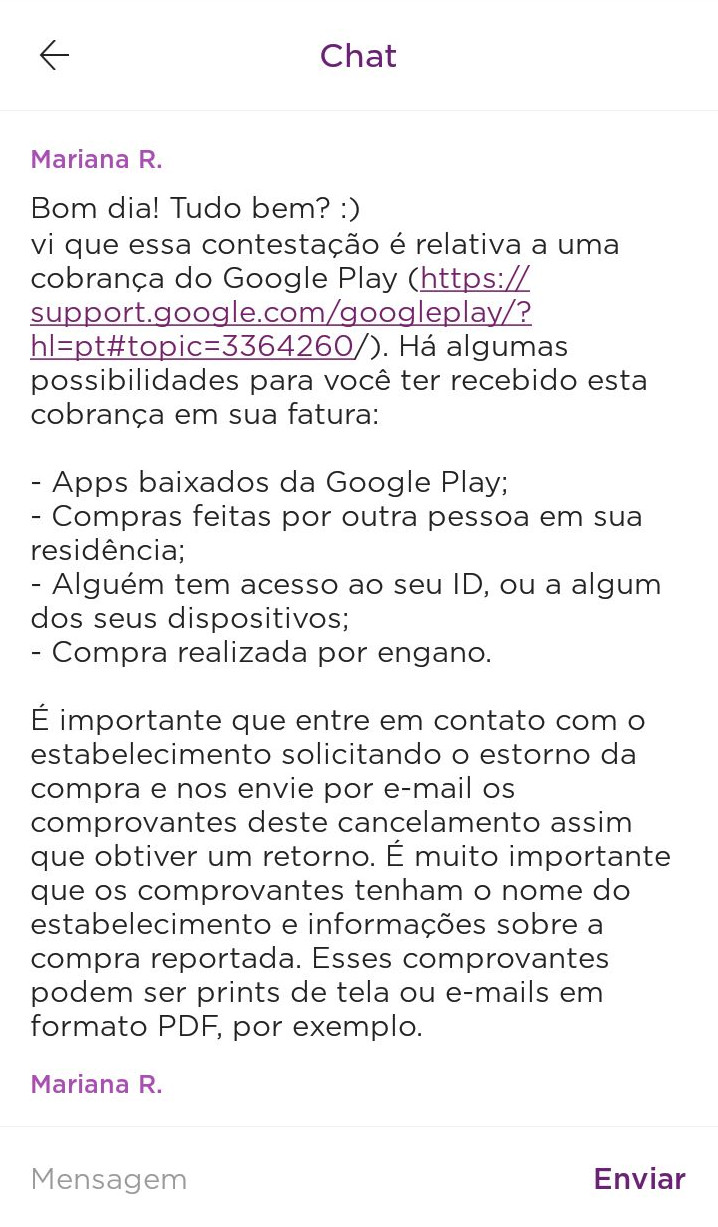 Chat
Mariana R.
Bom dia! Tudo bem? :)
vi que essa contestação é relativa a uma
cobrança do Google Play (https://
support.google.com/googleplay/?
hl=pt#topic=3364260/). Há algumas
possibilidades para você ter recebido esta
cobrança em sua fatura:
- Apps baixados da Google Play;
- Compras feitas por outra pessoa em sua
residência;
- Alguém tem acesso ao seu ID, ou a algum
dos seus dispositivos;
- Compra realizada por engano.
É importante que entre em contato com o
estabelecimento solicitando o estorno da
compra e nos envie por e-mail os
comprovantes deste cancelamento assim
que obtiver um retorno. É muito importante
que os comprovantes tenham o nome do
estabelecimento e informações sobre a
compra reportada. Esses comprovantes
podem ser prints de tela ou e-mails em
formato PDF, por exemplo.
Mariana R.
Mensagem Enviar